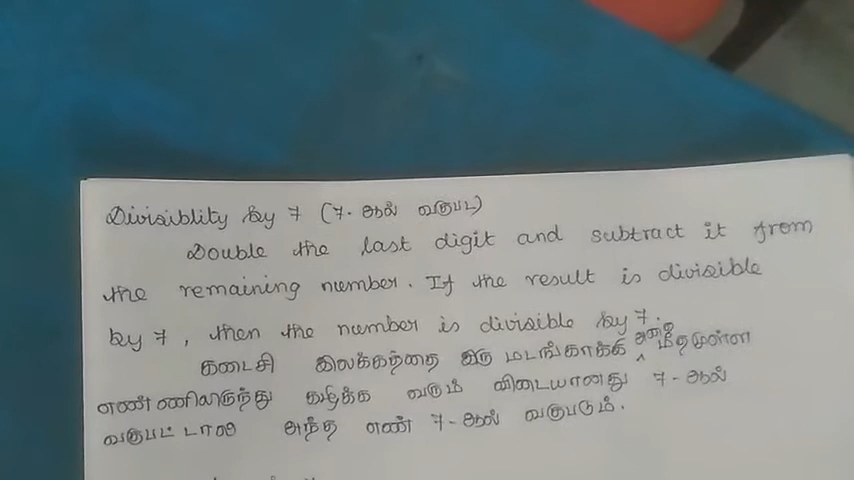 Divisiblity by 7 (7-ஆல் வகுபட)
Double the last digit and subtract it from
the remaining number. If the result is divisible
by 7, then the number is divisible by 7.
கடைசி இலக்கத்தை இரு மடங்காக்கி அதை மீதமுள்ள
எண்ணிலிருந்து கழிக்க வரும் விடையானது 7-ஆல்
வகுபட்டால் அந்த எண் 7-ஆல் வகுபடும்.